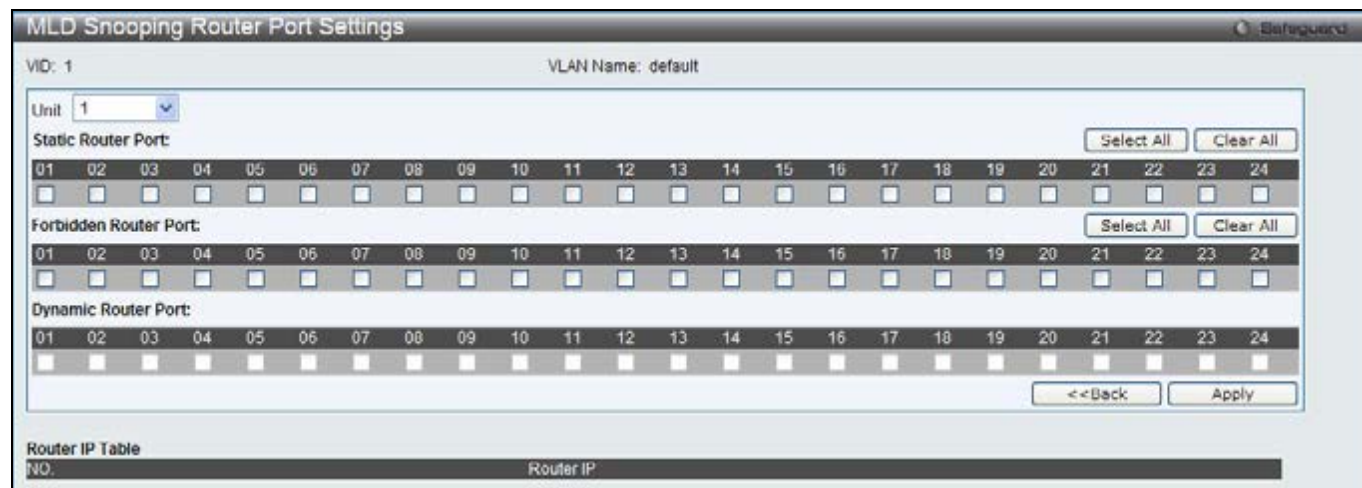 MLD Snooping Router Port Settings Safeguard
VID: 1 VLAN Name: default
Unit 1
Static Router Port: Select All Clear All
01 02 03 04 05 06 07 08 09 10 11 12 13 14 15 16 17 18 19 20 21 22 23 24
Forbidden Router Port: Select All Clear All
01 02 03 04 05 06 07 08 09 10 11 12 13 14 15 16 17 18 19 20 21 22 23 24
Dynamic Router Port:
01 02 03 04 05 06 07 08 09 10 11 12 13 14 15 16 17 18 19 20 21 22 23 24
<<Back Apply
Router IP Table
NO. Router IP